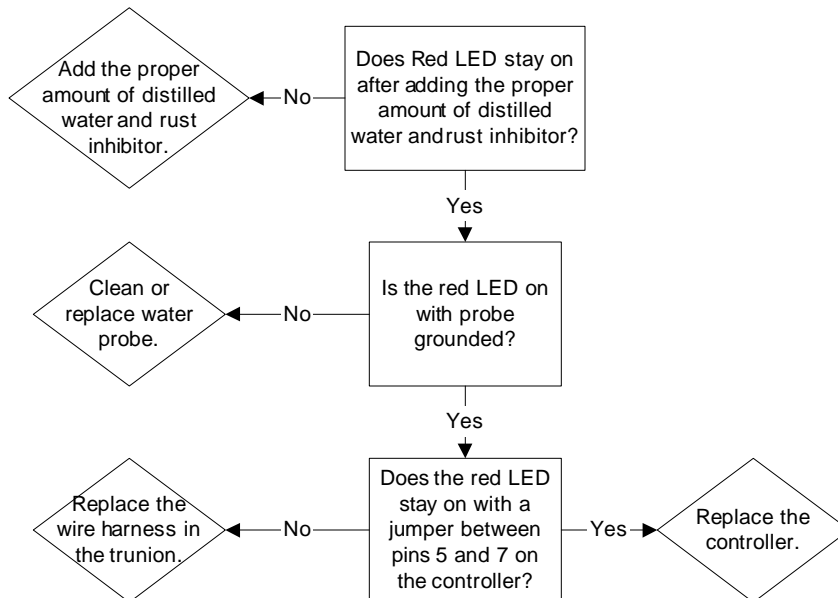 Add the proper
amount of distilled
water and rust
inhibitor.
No
Does Red LED stay on
after adding the proper
amount of distilled
water and rust inhibitor?
Yes
Clean or
replace water
probe.
No
Is the red LED on
with probe
grounded?
Yes
Replace the
wire harness in
the trunion.
No
Does the red LED
stay on with a
jumper between
pins 5 and 7 on
the controller?
Yes
Replace the
controller.